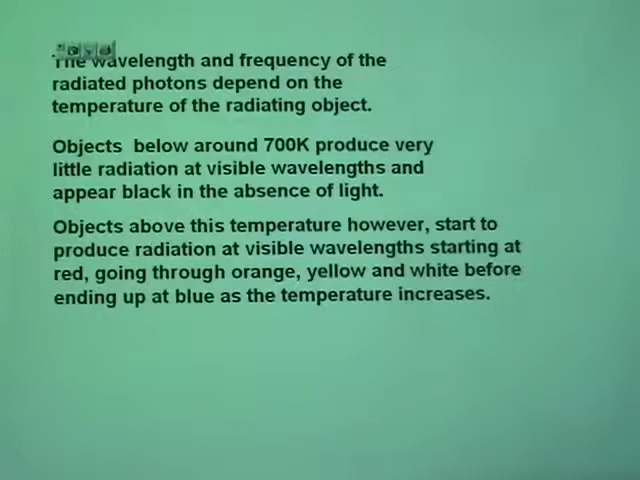 The wavelength and frequency of the
radiated photons depend on the
temperature of the radiating object.
Objects  below around 700K produce very
little radiation at visible wavelengths and
appear black in the absence of light.
Objects above this temperature however, start to
produce radiation at visible wavelengths starting at
red, going through orange, yellow and white before
ending up at blue as the temperature increases.